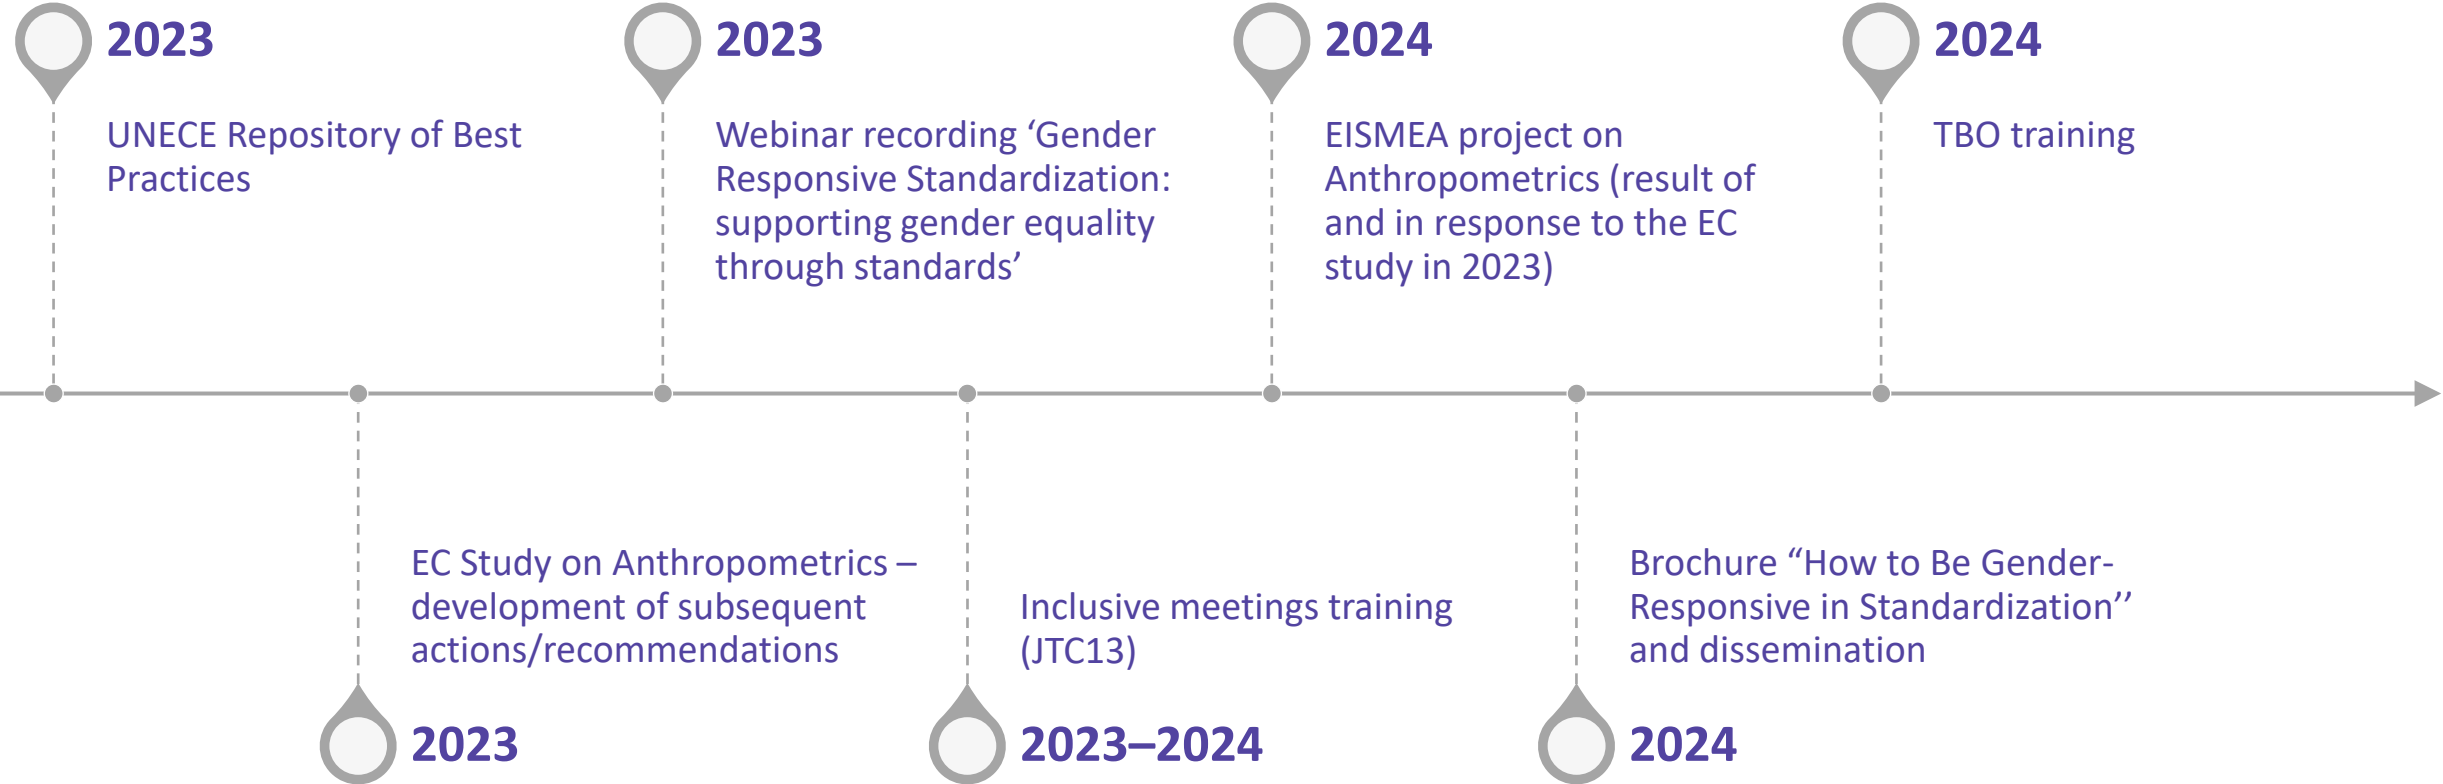 2023
UNECE Repository of Best
Practices
2023
EC Study on Anthropometrics –
development of subsequent
actions/recommendations
2023
Webinar recording ‘Gender
Responsive Standardization:
supporting gender equality
through standards’
2023–2024
Inclusive meetings training
(JTC13)
2024
EISMEA project on
Anthropometrics (result of
and in response to the EC
study in 2023)
2024
Brochure “How to Be Gender-
Responsive in Standardization’’
and dissemination
2024
TBO training